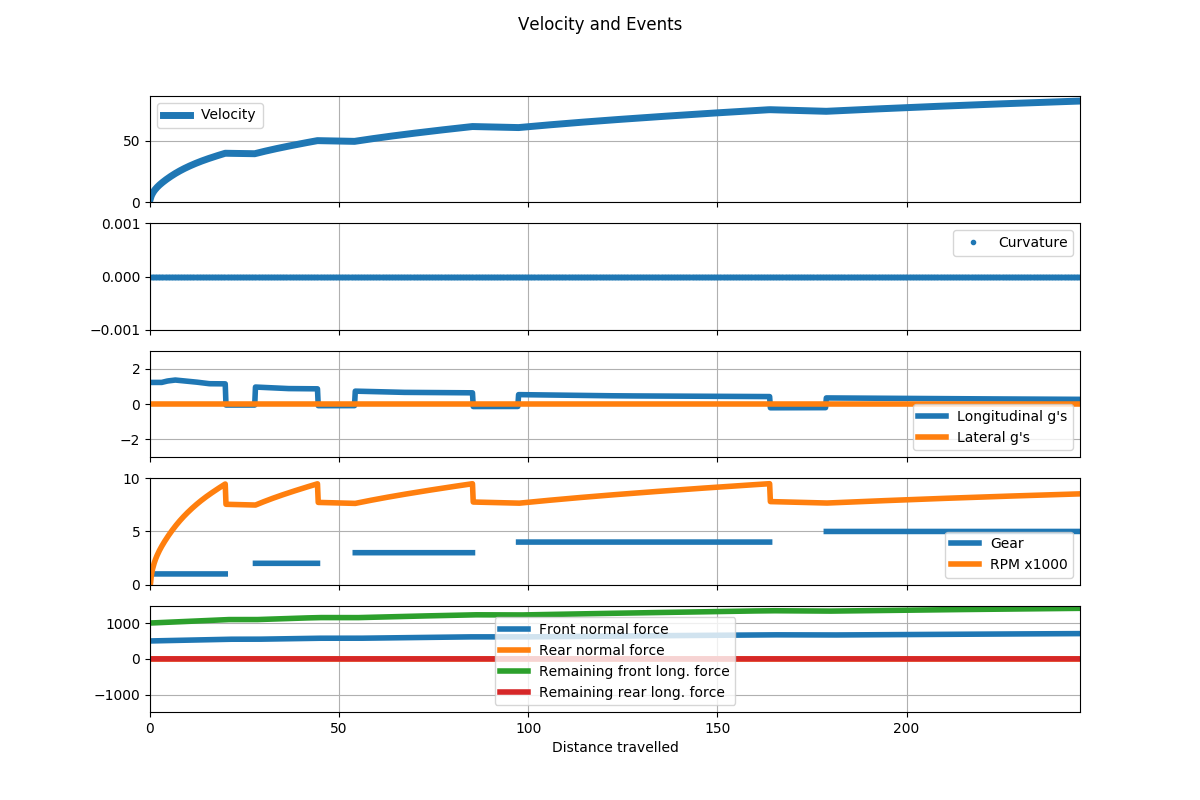 Velocity and Events
50
0
Velocity
0.001
0.000
−0.001
Curvature
2
0
−2
Longitudinal g's
Lateral g's
10
5
0
Gear
RPM x1000
1000
0
−1000
Front normal force
Rear normal force
Remaining front long. force
Remaining rear long. force
0 50 100 150 200
Distance travelled